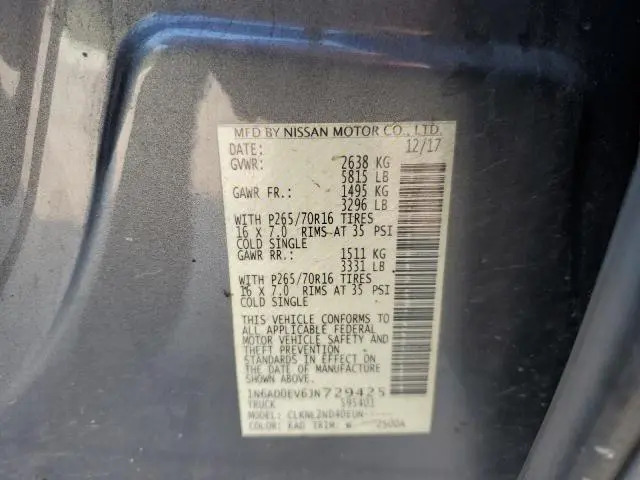 MFD BY NISSAN MOTOR CO., LTD.
DATE: 12/17
GVWR: 2638 KG
5815 LB
GAWR FR.: 1495 KG
3296 LB
WITH P265/70R16 TIRES
16 X 7.0 RIMS AT 35 PSI
COLD SINGLE
GAWR RR.: 1511 KG
3331 LB
WITH P265/70R16 TIRES
16 X 7.0 RIMS AT 35 PSI
COLD SINGLE
THIS VEHICLE CONFORMS TO
ALL APPLICABLE FEDERAL
MOTOR VEHICLE SAFETY AND
THEFT PREVENTION
STANDARDS IN EFFECT ON
THE DATE OF MANUFACTURE
SHOWN ABOVE
1N6AD0EV6JN729425
TRUCK
MODEL:
COLOR: KAD TRIM: